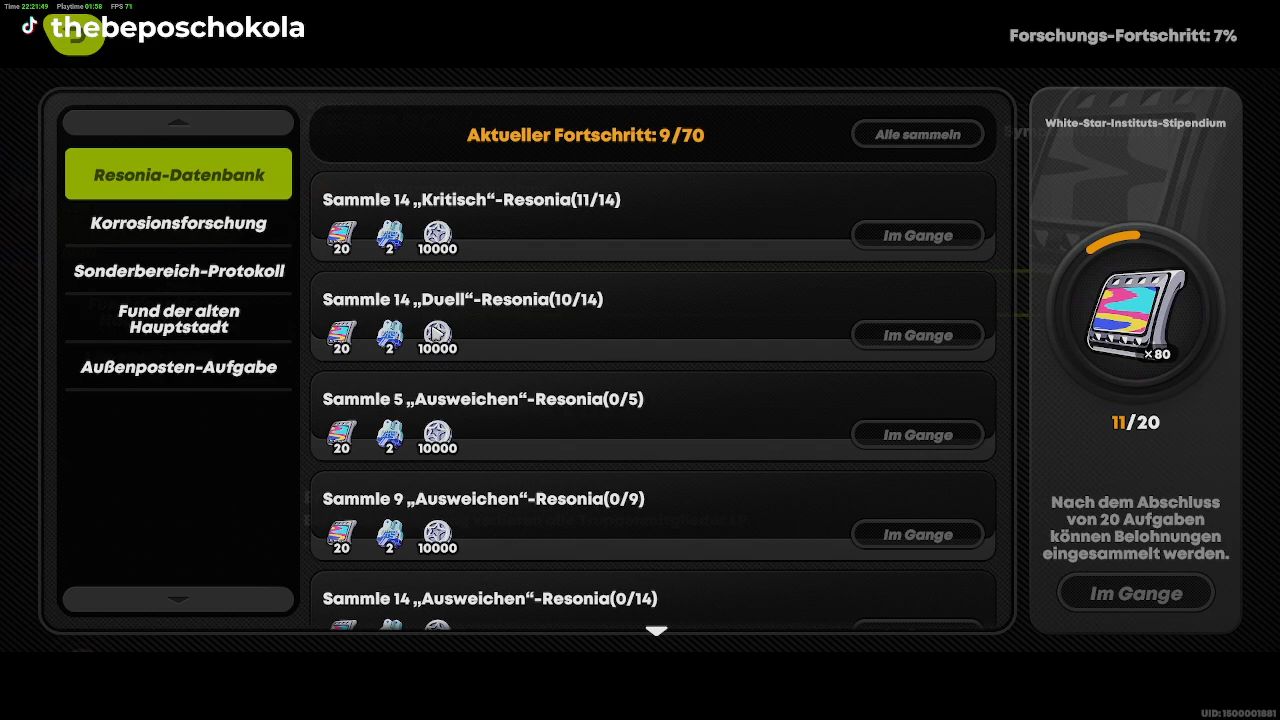 Time 22:21:49 Playtime 01:58 FPS 71
thebeposchokola
Forschungs-Fortschritt: 7%
Resonia-Datenbank
Korrosionsforschung
Sonderbereich-Protokoll
Fund der alten
Hauptstadt
Außenposten-Aufgabe
Aktueller Fortschritt: 9/70
Alle sammeln
Sammle 14 „Kritisch“-Resonia(11/14)
20 2 10000
Im Gange
Sammle 14 „Duell“-Resonia(10/14)
20 2 10000
Im Gange
Sammle 5 „Ausweichen“-Resonia(0/5)
20 2 10000
Im Gange
Sammle 9 „Ausweichen“-Resonia(0/9)
20 2 10000
Im Gange
Sammle 14 „Ausweichen“-Resonia(0/14)
White-Star-Instituts-Stipendium
×80
11/20
Nach dem Abschluss
von 20 Aufgaben
können Belohnungen
eingesammelt werden.
Im Gange
UID: 1500001881